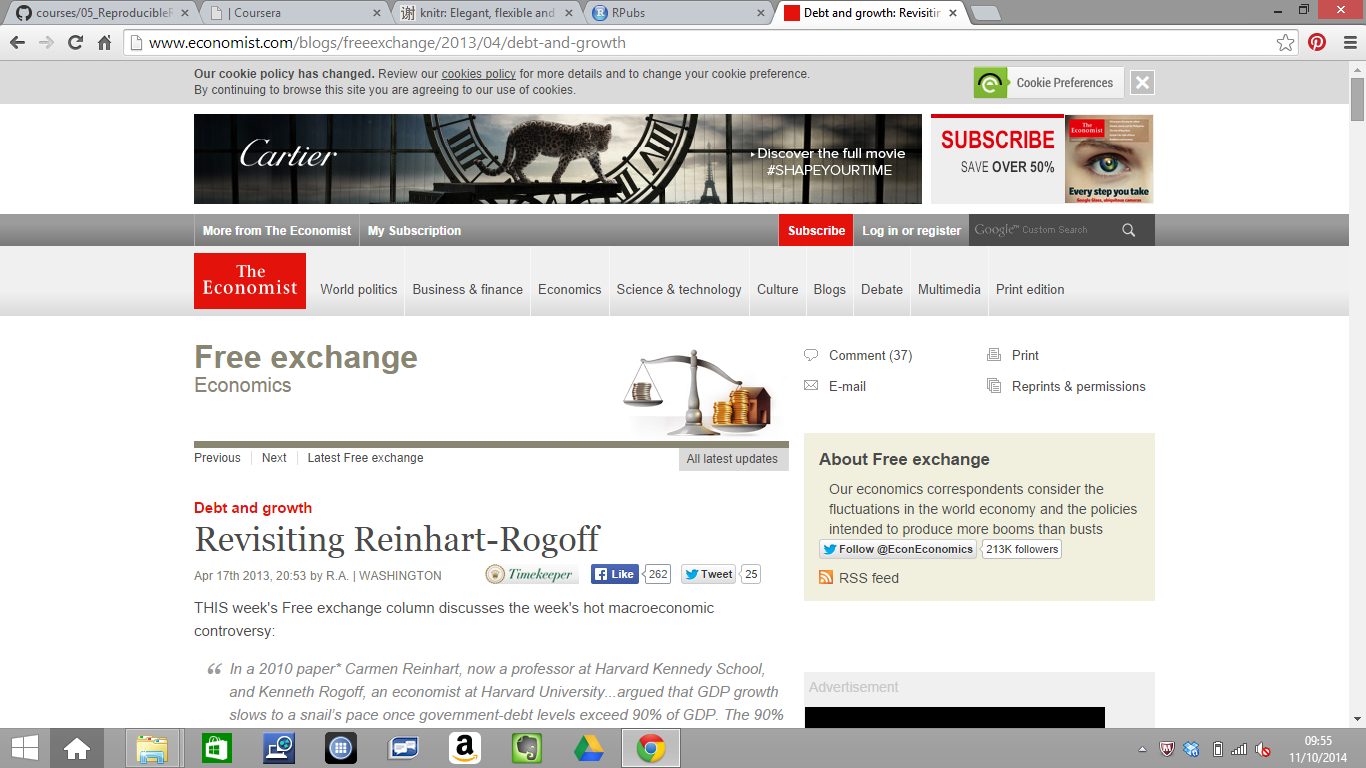 courses/05_ReproducibleR
| Coursera
knitr: Elegant, flexible and
RPubs
Debt and growth: Revisitin
www.economist.com/blogs/freeexchange/2013/04/debt-and-growth
Our cookie policy has changed. Review our cookies policy for more details and to change your cookie preference.
By continuing to browse this site you are agreeing to our use of cookies.
Cookie Preferences
Cartier
Discover the full movie
#SHAPEYOURTIME
SUBSCRIBE
SAVE OVER 50%
The
Economist
Every step you take
Google Glass, ubiquitous cameras
More from The Economist
My Subscription
Subscribe
Log in or register
Google™ Custom Search
The
Economist
World politics
Business & finance
Economics
Science & technology
Culture
Blogs
Debate
Multimedia
Print edition
Free exchange
Economics
Comment (37)
Print
E-mail
Reprints & permissions
Previous
Next
Latest Free exchange
All latest updates
About Free exchange
Our economics correspondents consider the
fluctuations in the world economy and the policies
intended to produce more booms than busts
Follow @EconEconomics
213K followers
RSS feed
Debt and growth
Revisiting Reinhart-Rogoff
Apr 17th 2013, 20:53 by R.A. | WASHINGTON
Timekeeper
Like
262
Tweet
25
THIS week's Free exchange column discusses the week's hot macroeconomic
controversy:
“ In a 2010 paper* Carmen Reinhart, now a professor at Harvard Kennedy School,
and Kenneth Rogoff, an economist at Harvard University...argued that GDP growth
slows to a snail's pace once government-debt levels exceed 90% of GDP. The 90%
Advertisement
09:55
11/10/2014